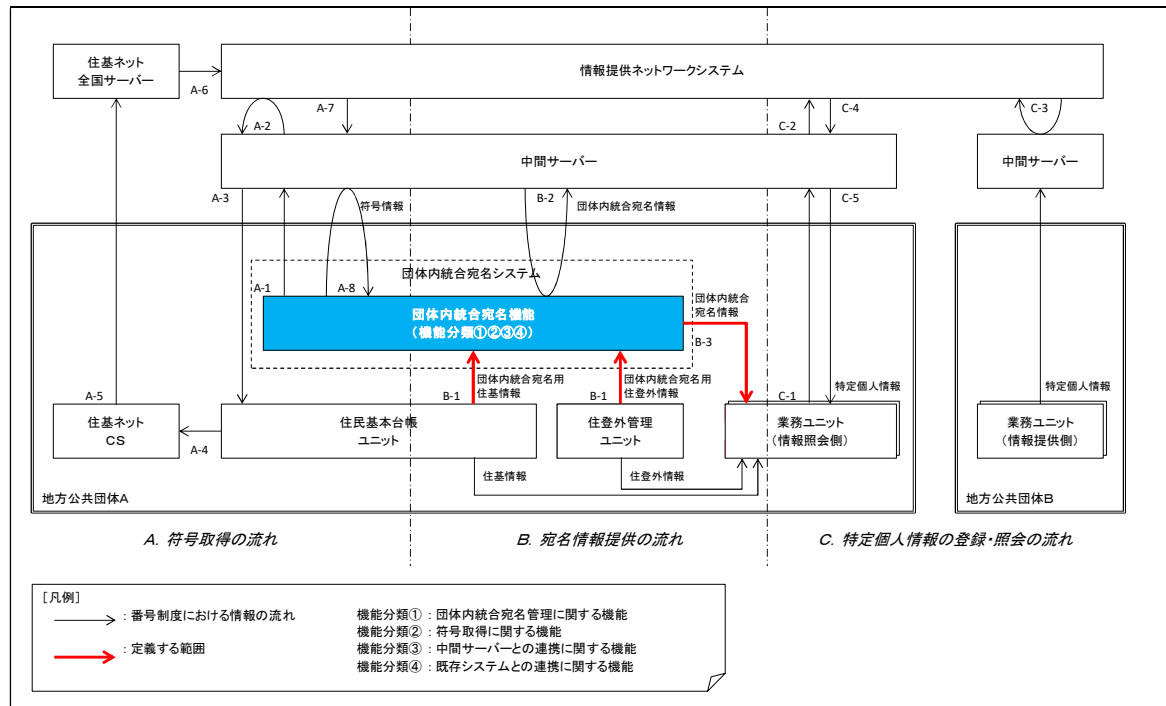 住基ネット
全国サーバー
A-6
情報提供ネットワークシステム
A-2
A-7
C-2
C-4
C-3
中間サーバー
中間サーバー
A-3
符号情報
B-2
団体内統合宛名情報
C-5
団体内統合宛名システム
A-1
A-8
団体内統合宛名機能
(機能分類①②③④)
団体内統合
宛名情報
B-3
A-5
B-1
団体内統合宛名用
住基情報
B-1
団体内統合宛名用
住登外情報
C-1
特定個人情報
特定個人情報
住基ネット
CS
A-4
住民基本台帳
ユニット
住登外管理
ユニット
業務ユニット
(情報照会側)
業務ユニット
(情報提供側)
住基情報
住登外情報
地方公共団体A
地方公共団体B
A. 符号取得の流れ
B. 宛名情報提供の流れ
C. 特定個人情報の登録・照会の流れ
[凡例]
:番号制度における情報の流れ
:定義する範囲
機能分類①:団体内統合宛名管理に関する機能
機能分類②:符号取得に関する機能
機能分類③:中間サーバーとの連携に関する機能
機能分類④:既存システムとの連携に関する機能